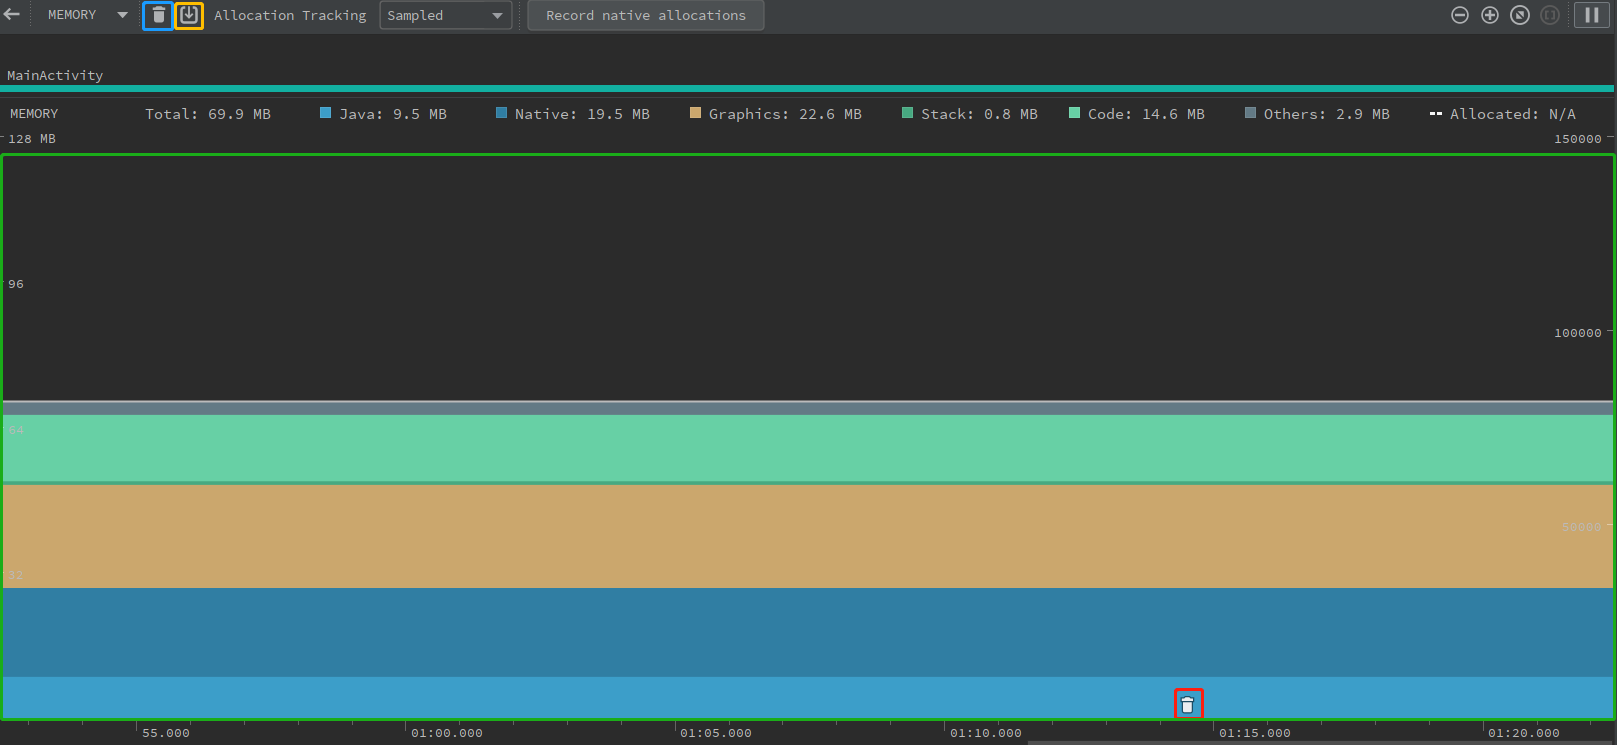 MEMORY Allocation Tracking Sampled Record native allocations
MainActivity
MEMORY Total: 69.9 MB Java: 9.5 MB Native: 19.5 MB Graphics: 22.6 MB Stack: 0.8 MB Code: 14.6 MB Others: 2.9 MB Allocated: N/A
128 MB 150000
96
100000
64
50000
32
55.000 01:00.000 01:05.000 01:10.000 01:15.000 01:20.000